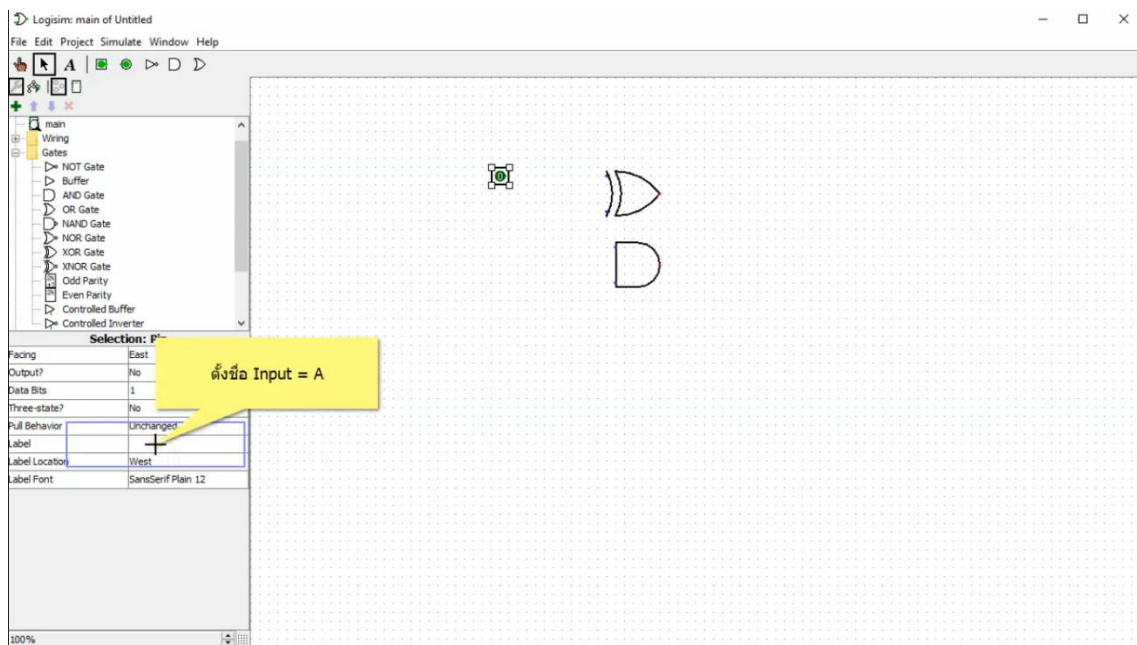 Logisim: main of Untitled
File Edit Project Simulate Window Help
A
main
Wiring
Gates
NOT Gate
Buffer
AND Gate
OR Gate
NAND Gate
NOR Gate
XOR Gate
XNOR Gate
Odd Parity
Even Parity
Controlled Buffer
Controlled Inverter
Selection:
Facing East
Output? No
Data Bits 1
Three-state? No
Pull Behavior Unchanged
Label
Label Location West
Label Font SansSerif Plain 12
ตั้งชื่อ Input = A
100%